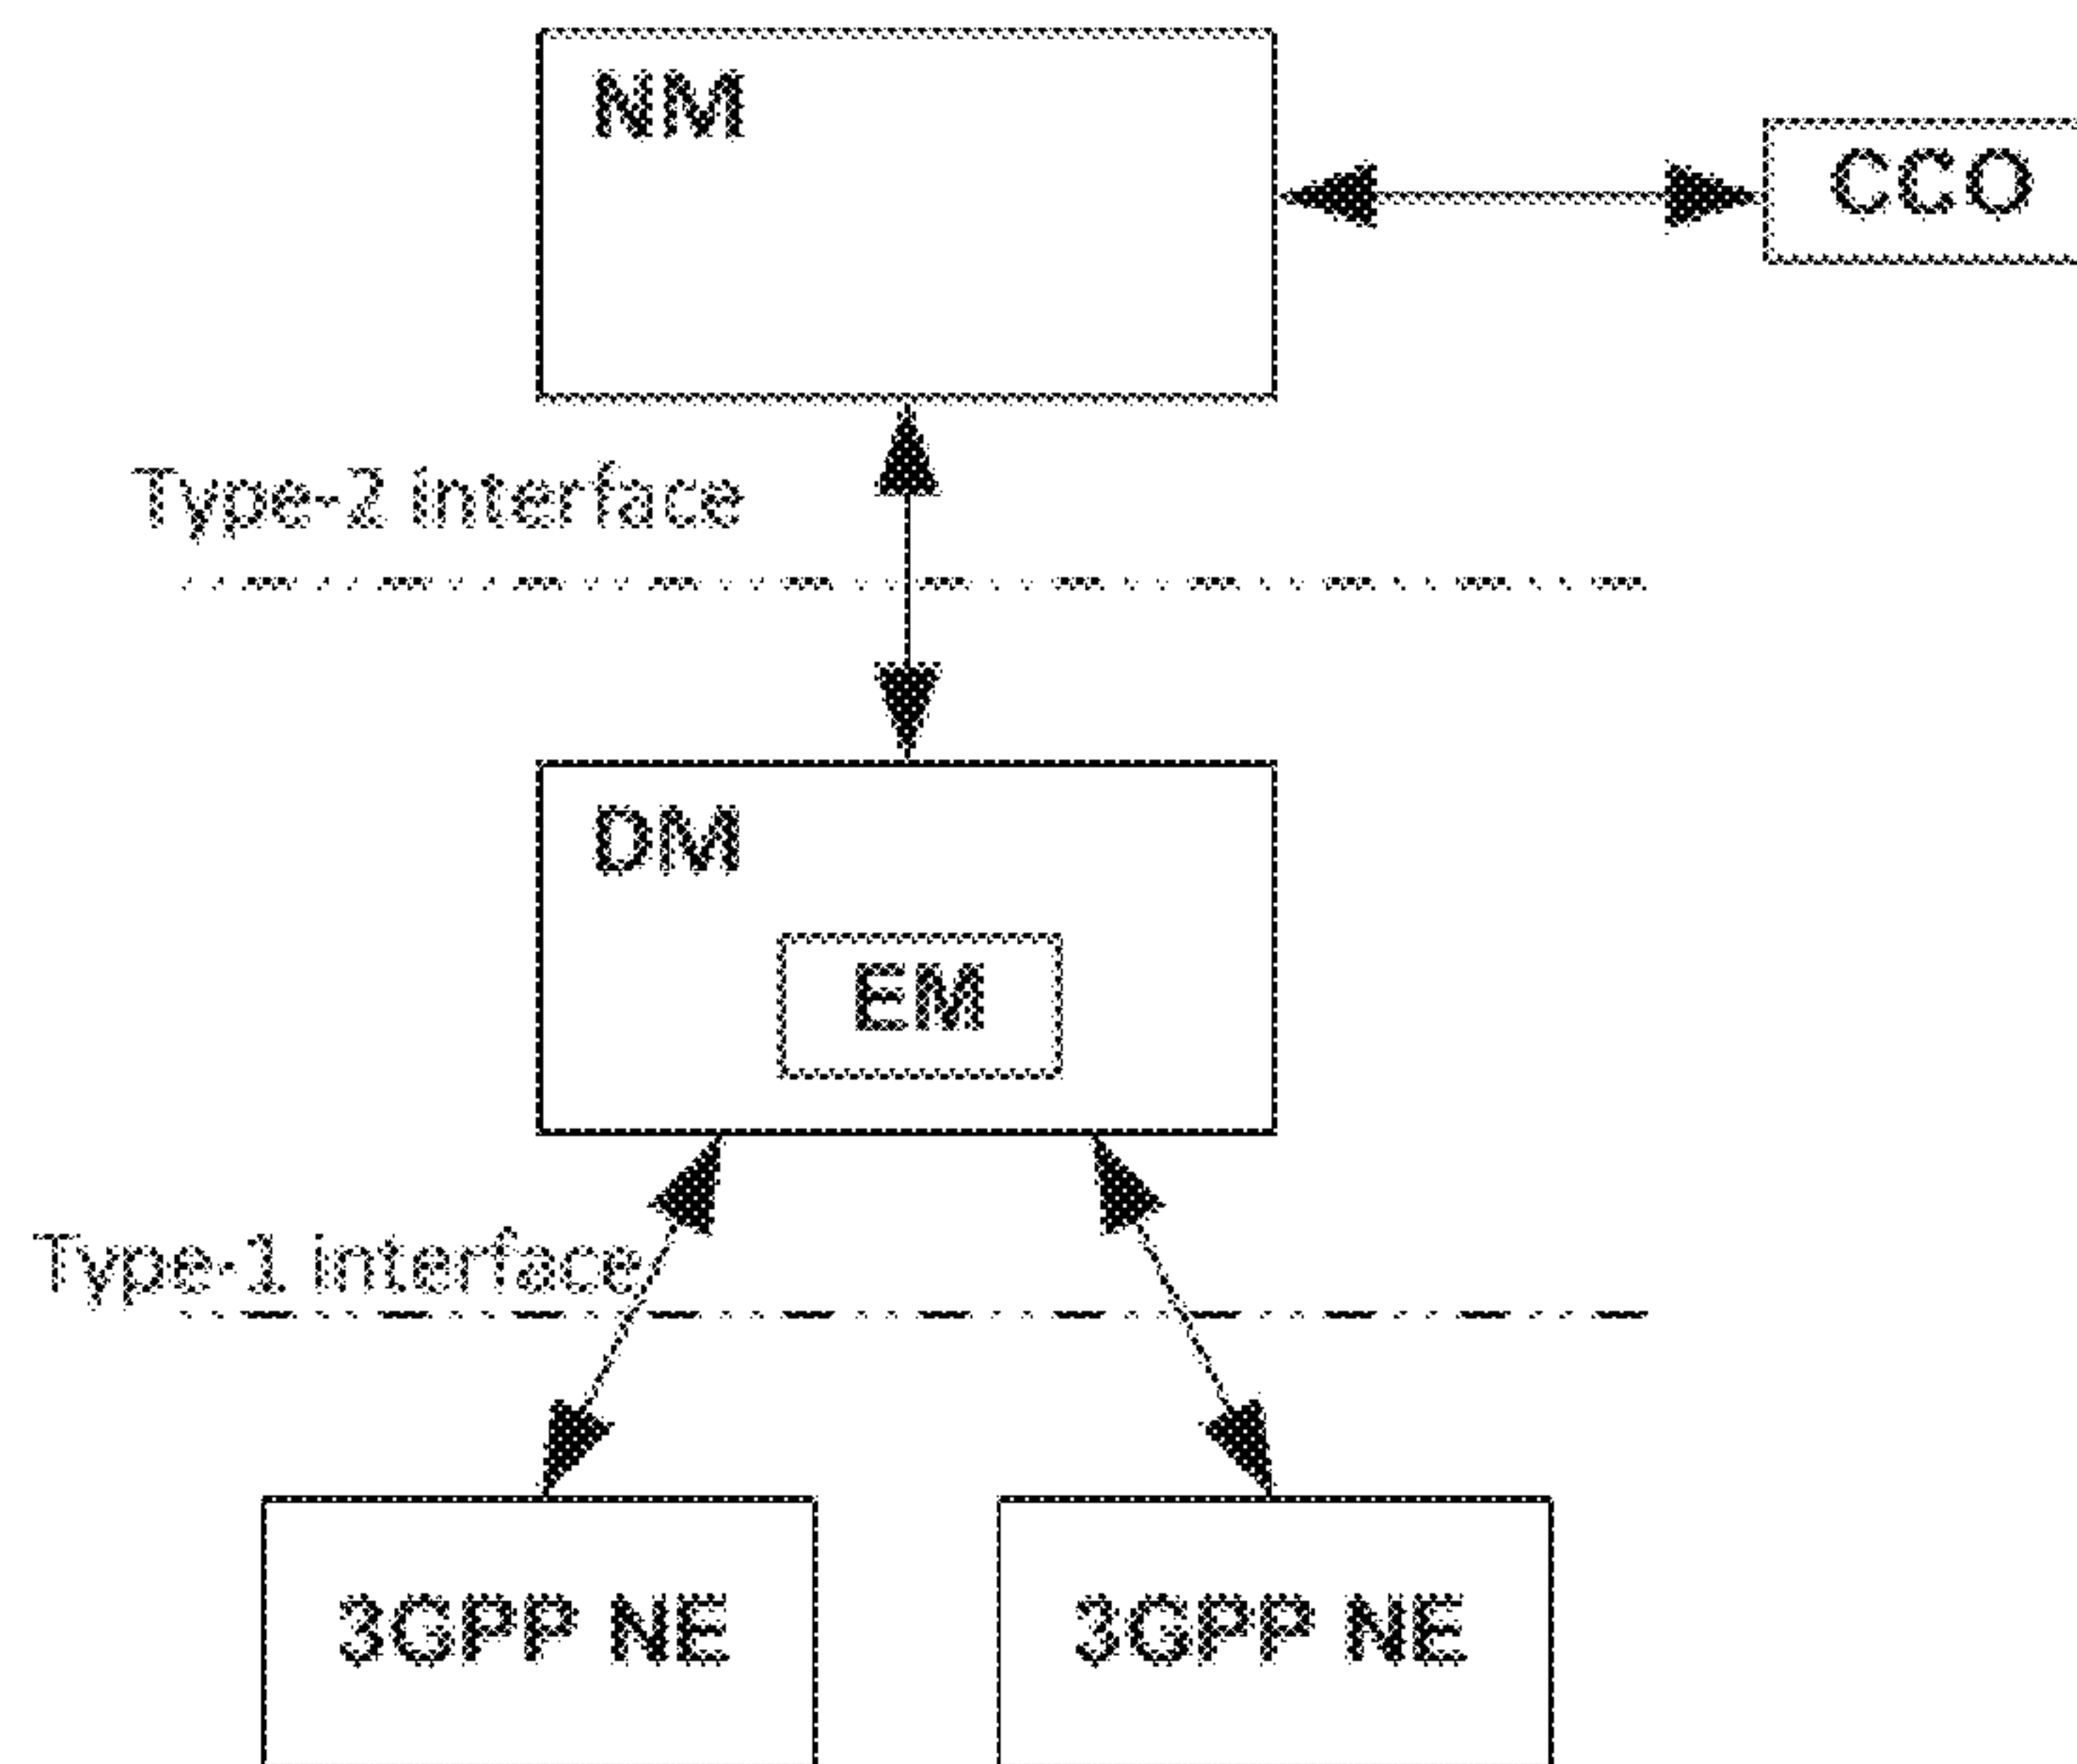 NM
CCO
Type-2 interface
DM
EM
Type-1 interface
3GPP NE
3GPP NE